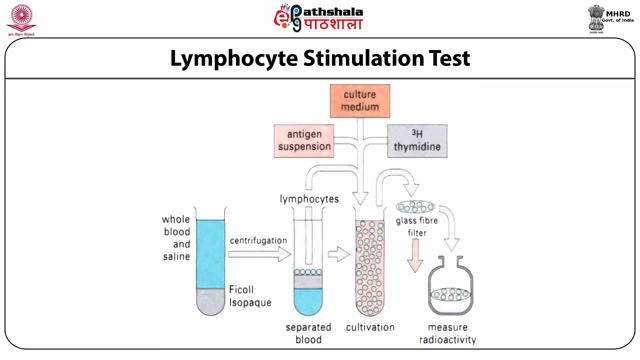 Pathshala
पाठशाला
MHRD
Govt. of India
Lymphocyte Stimulation Test
culture
medium
antigen
suspension
³H
thymidine
lymphocytes
whole
blood
and
saline
centrifugation
glass fibre
filter
Ficoll
Isopaque
separated
blood
cultivation
measure
radioactivity